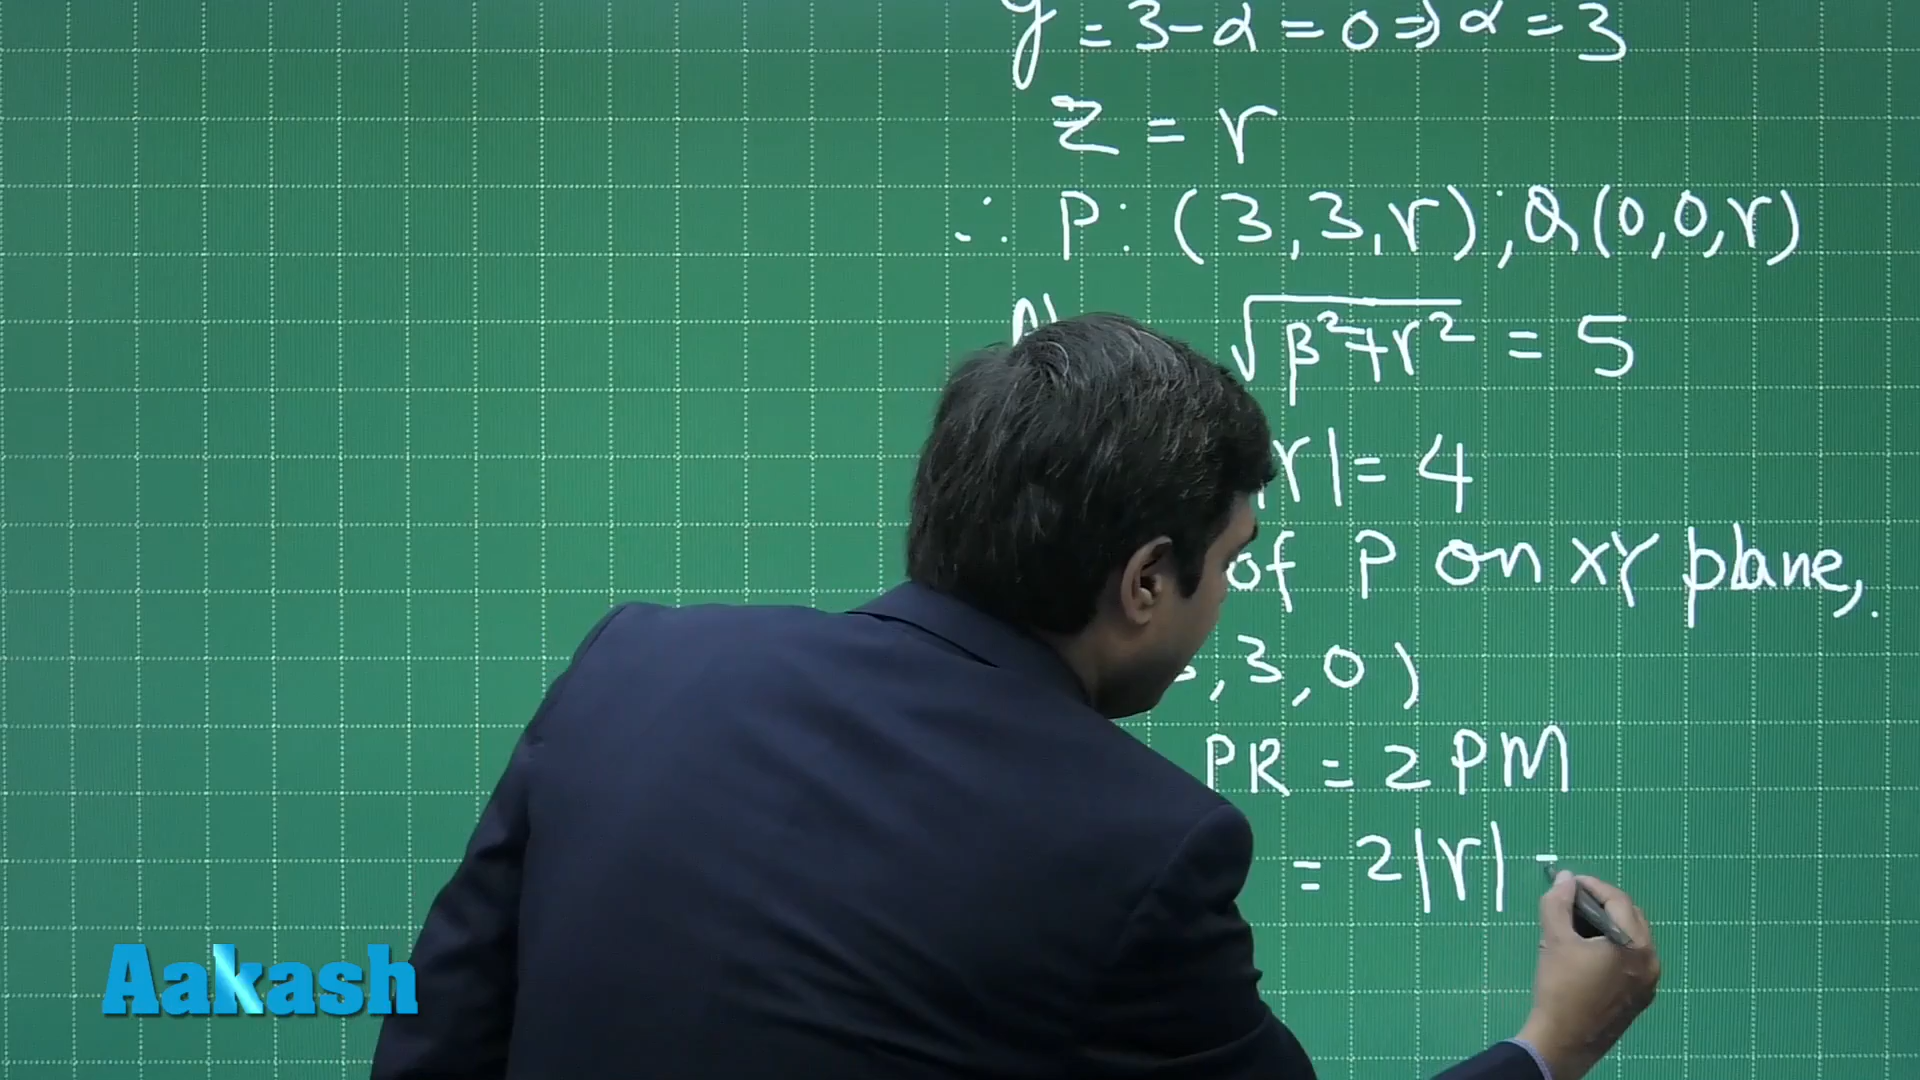 y = 3-α = 0 ⇒ α = 3
z = r
∴ P: (3,3,r); Q(0,0,r)
√β²+r² = 5
r| = 4
of P on XY plane,.
,3,0)
PR = 2PM
= 2|r| -
Aakash